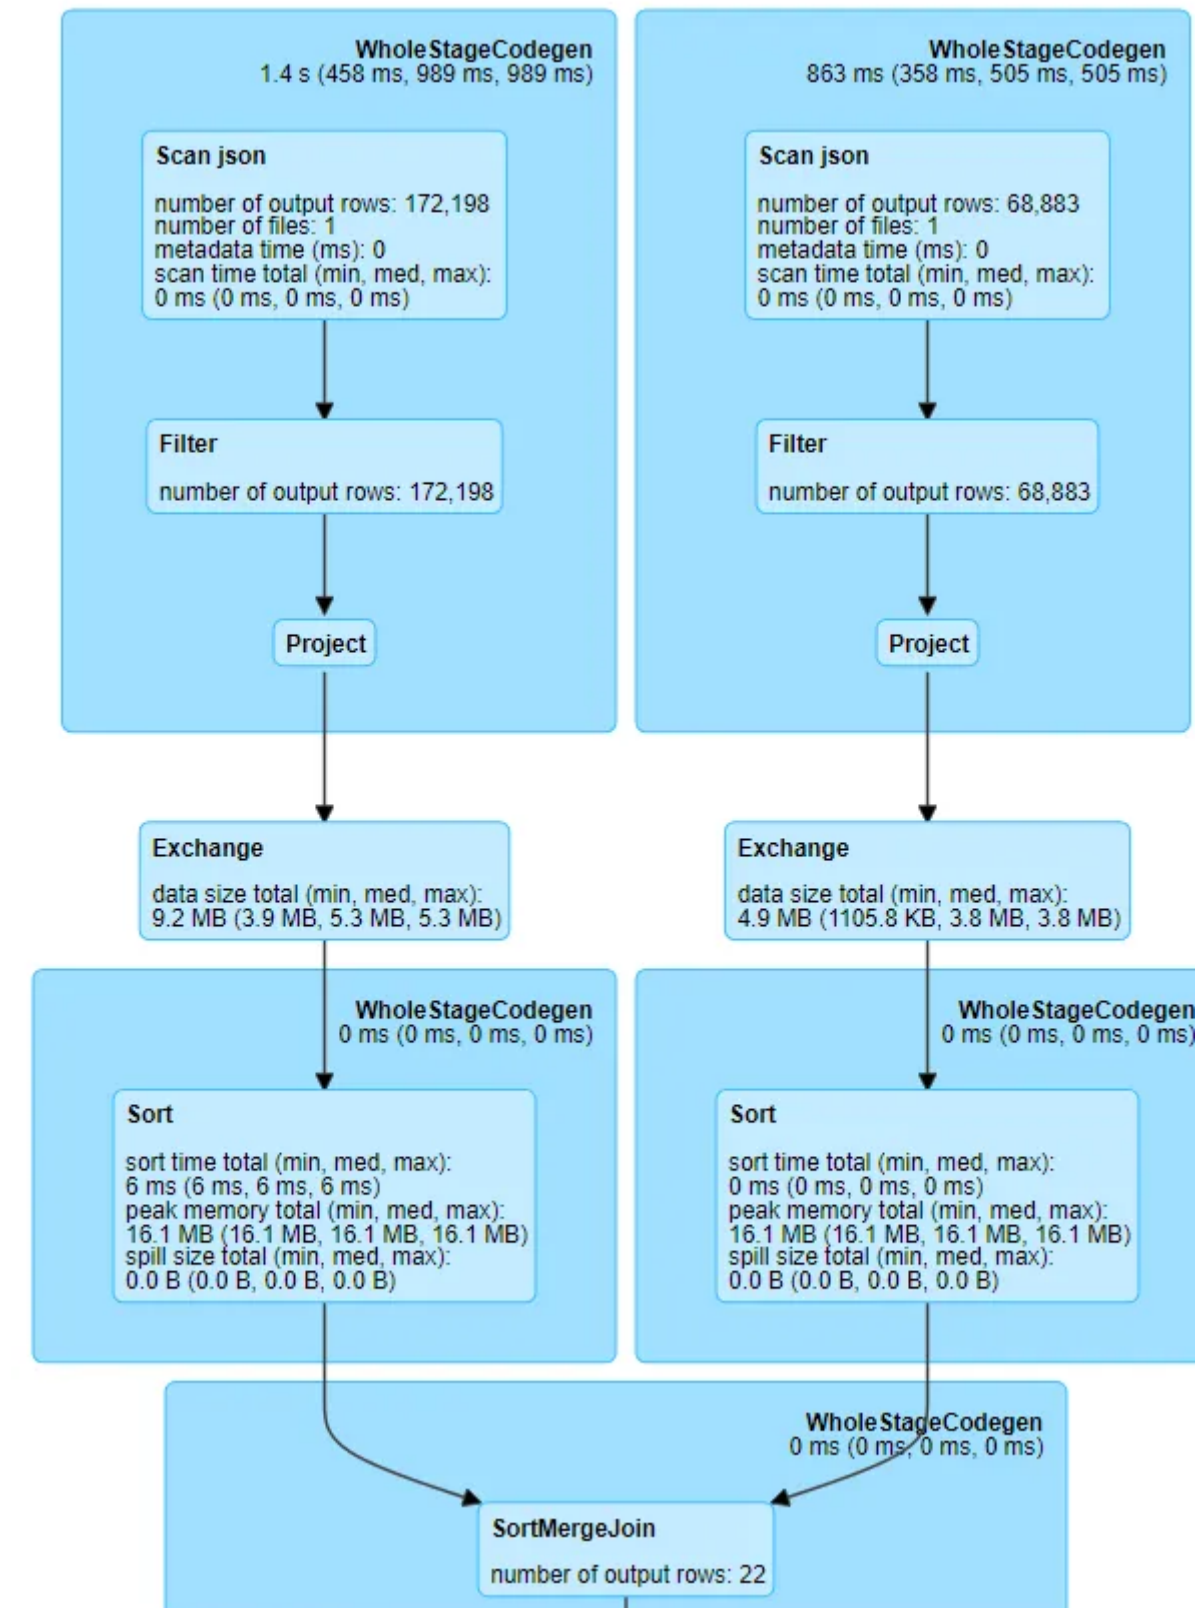 WholeStageCodegen
1.4 s (458 ms, 989 ms, 989 ms)
Scan json
number of output rows: 172,198
number of files: 1
metadata time (ms): 0
scan time total (min, med, max):
0 ms (0 ms, 0 ms, 0 ms)
Filter
number of output rows: 172,198
Project
Exchange
data size total (min, med, max):
9.2 MB (3.9 MB, 5.3 MB, 5.3 MB)
WholeStageCodegen
0 ms (0 ms, 0 ms, 0 ms)
Sort
sort time total (min, med, max):
6 ms (6 ms, 6 ms, 6 ms)
peak memory total (min, med, max):
16.1 MB (16.1 MB, 16.1 MB, 16.1 MB)
spill size total (min, med, max):
0.0 B (0.0 B, 0.0 B, 0.0 B)
WholeStageCodegen
863 ms (358 ms, 505 ms, 505 ms)
Scan json
number of output rows: 68,883
number of files: 1
metadata time (ms): 0
scan time total (min, med, max):
0 ms (0 ms, 0 ms, 0 ms)
Filter
number of output rows: 68,883
Project
Exchange
data size total (min, med, max):
4.9 MB (1105.8 KB, 3.8 MB, 3.8 MB)
WholeStageCodegen
0 ms (0 ms, 0 ms, 0 ms)
Sort
sort time total (min, med, max):
0 ms (0 ms, 0 ms, 0 ms)
peak memory total (min, med, max):
16.1 MB (16.1 MB, 16.1 MB, 16.1 MB)
spill size total (min, med, max):
0.0 B (0.0 B, 0.0 B, 0.0 B)
WholeStageCodegen
0 ms (0 ms, 0 ms, 0 ms)
SortMergeJoin
number of output rows: 22